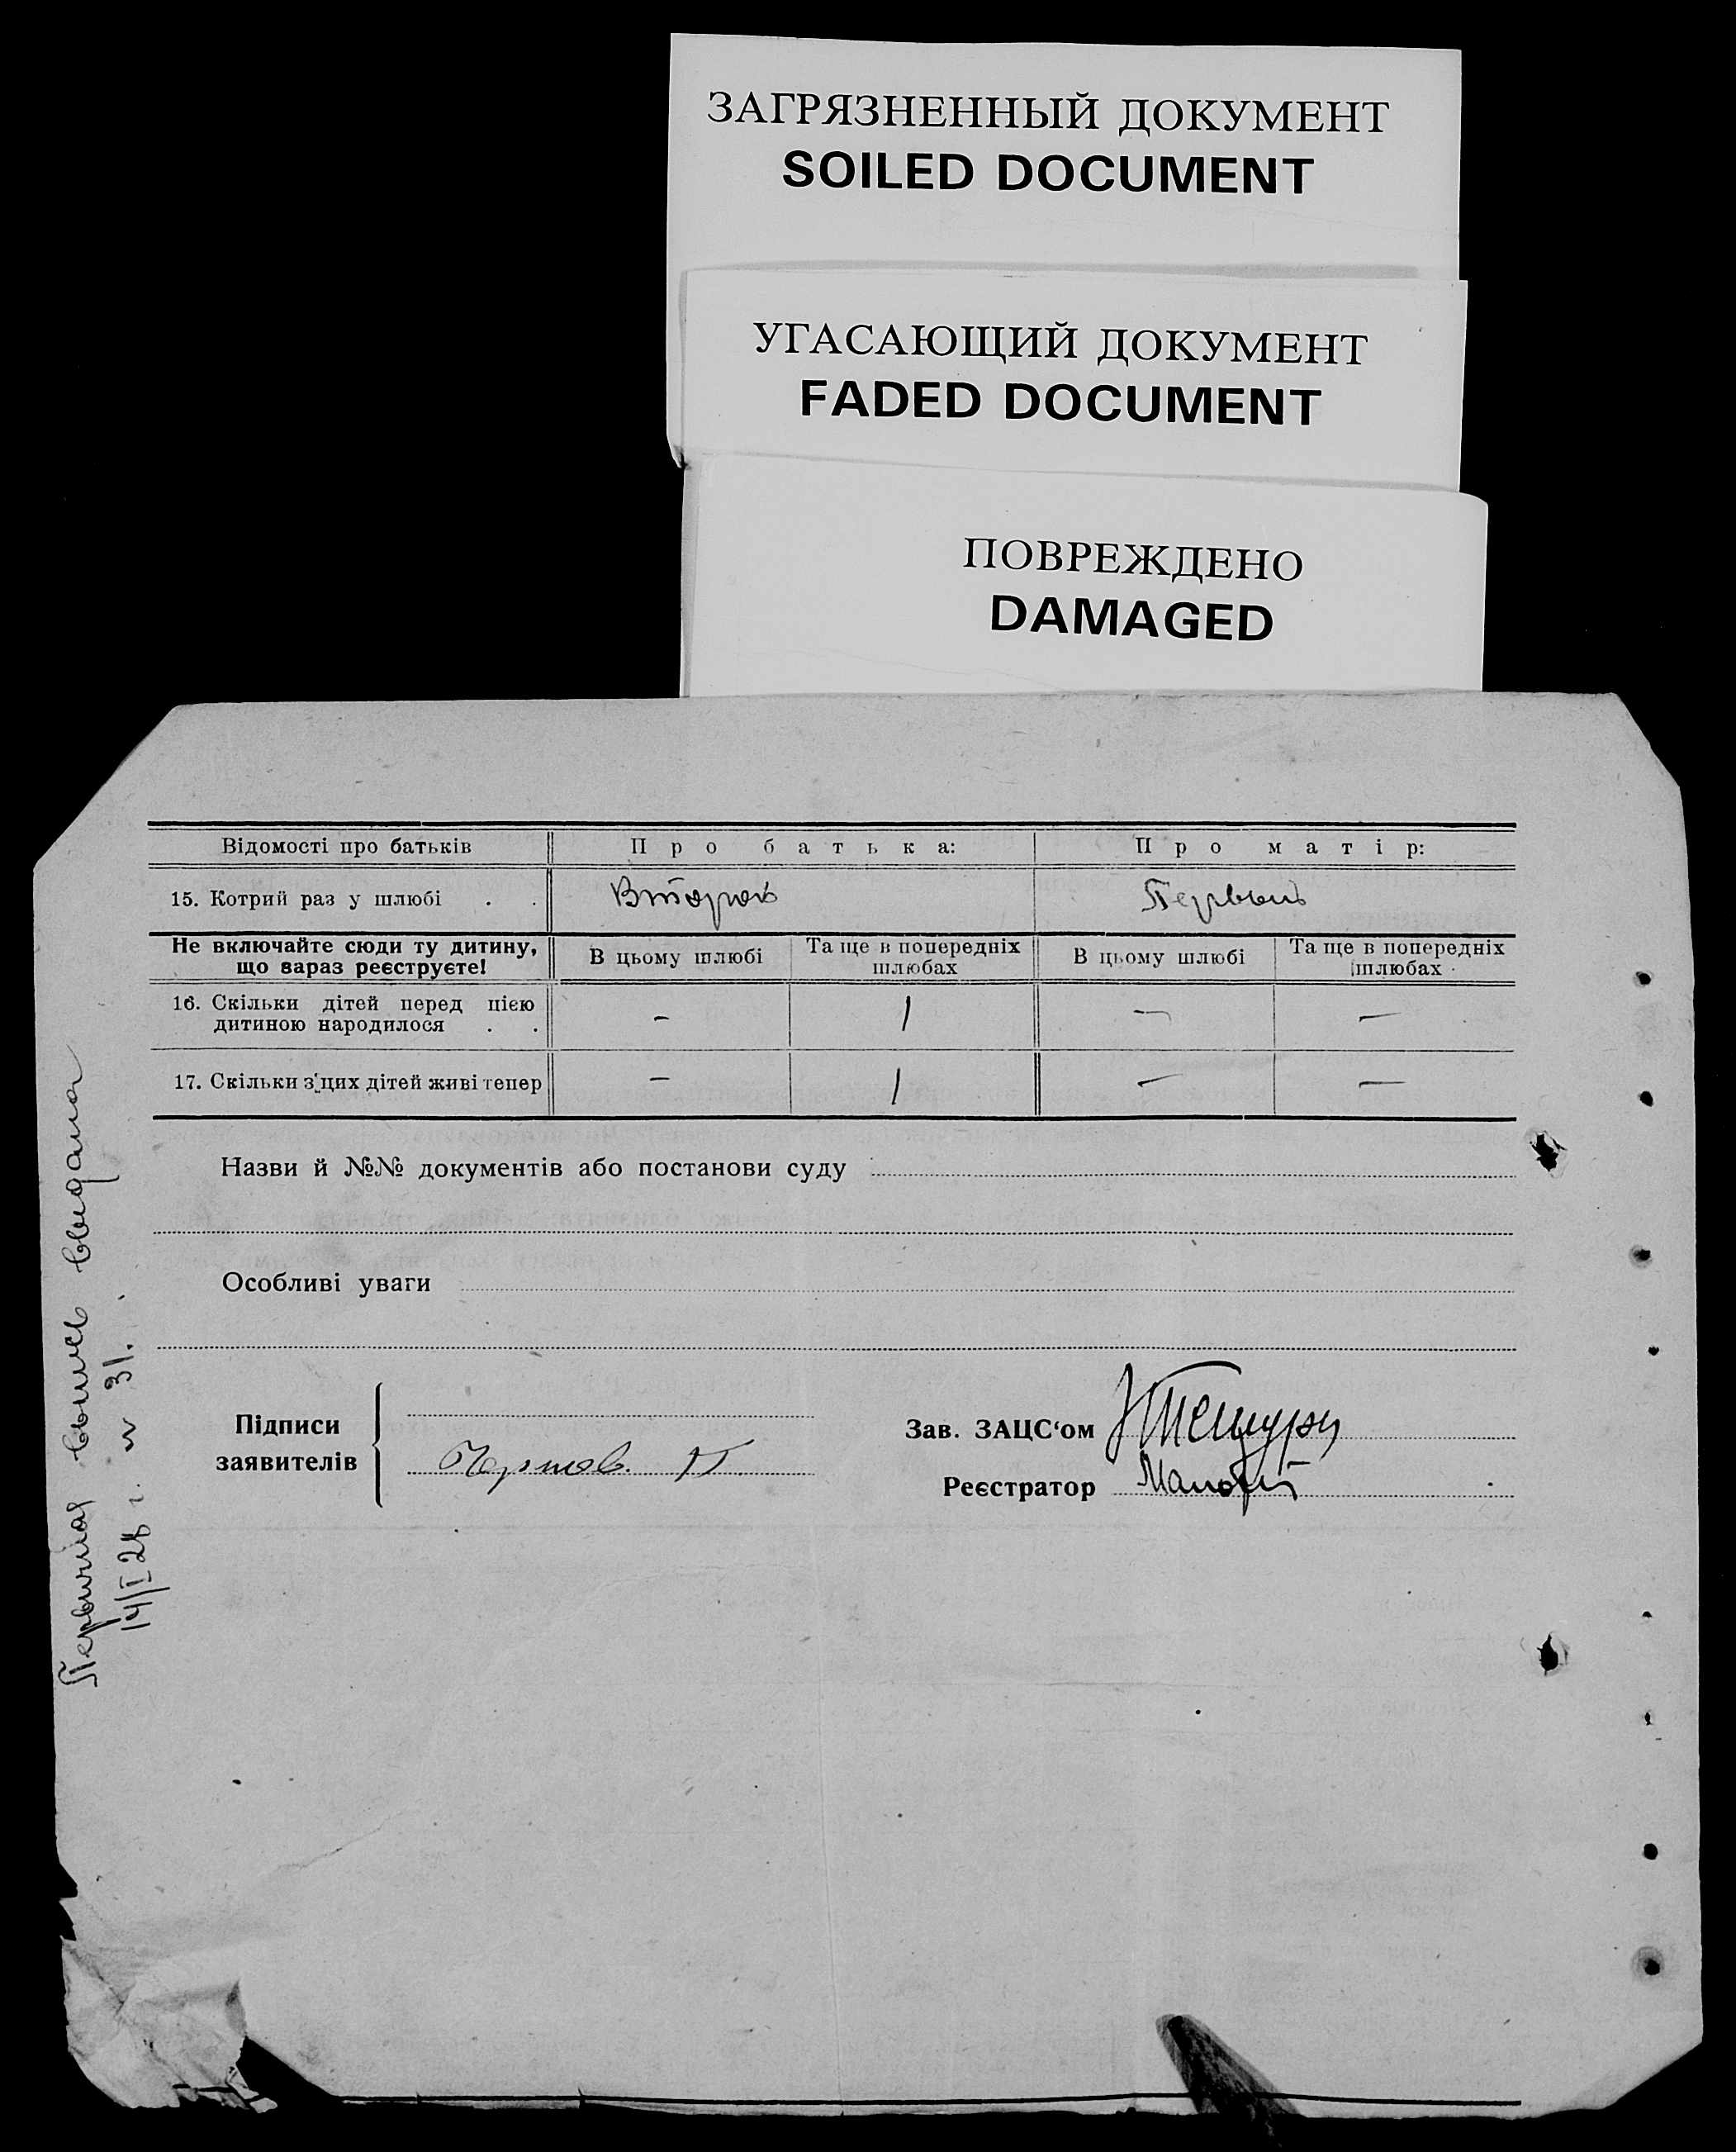 ЗАГРЯЗНЕННЫЙ ДОКУМЕНТ
SOILED DOCUMENT
УГАСАЮЩИЙ ДОКУМЕНТ
FADED DOCUMENT
ПОВРЕЖДЕНО
DAMAGED
Відомості про батьків Про батька: Про матір:
15. Котрий раз у шлюбі . . Второй Первый
Не включайте сюди ту дитину, що вараз реєструєте! В цьому шлюбі Та ще в попередніх шлюбах В цьому шлюбі Та ще в попередніх шлюбах
16. Скільки дітей перед цією дитиною народилося . . – 1 – –
17. Скільки з цих дітей живі тепер – 1 – –
Назви й №№ документів або постанови суду
Особливі уваги
Підписи
заявителів
Зав. ЗАЦС‘ом
Реєстратор
выдана
14/I 28 г. 31.